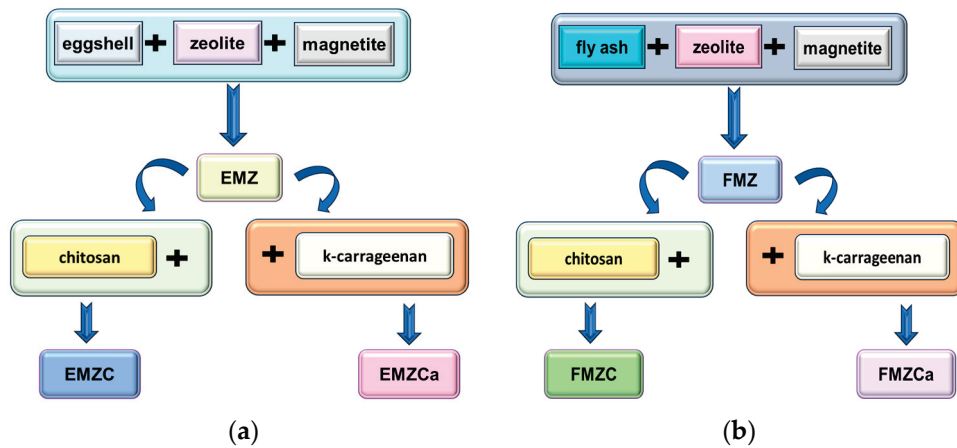 eggshell + zeolite + magnetite
EMZ
chitosan +
+ k-carrageenan
EMZC
EMZCa
(a)
fly ash + zeolite + magnetite
FMZ
chitosan +
+ k-carrageenan
FMZC
FMZCa
(b)